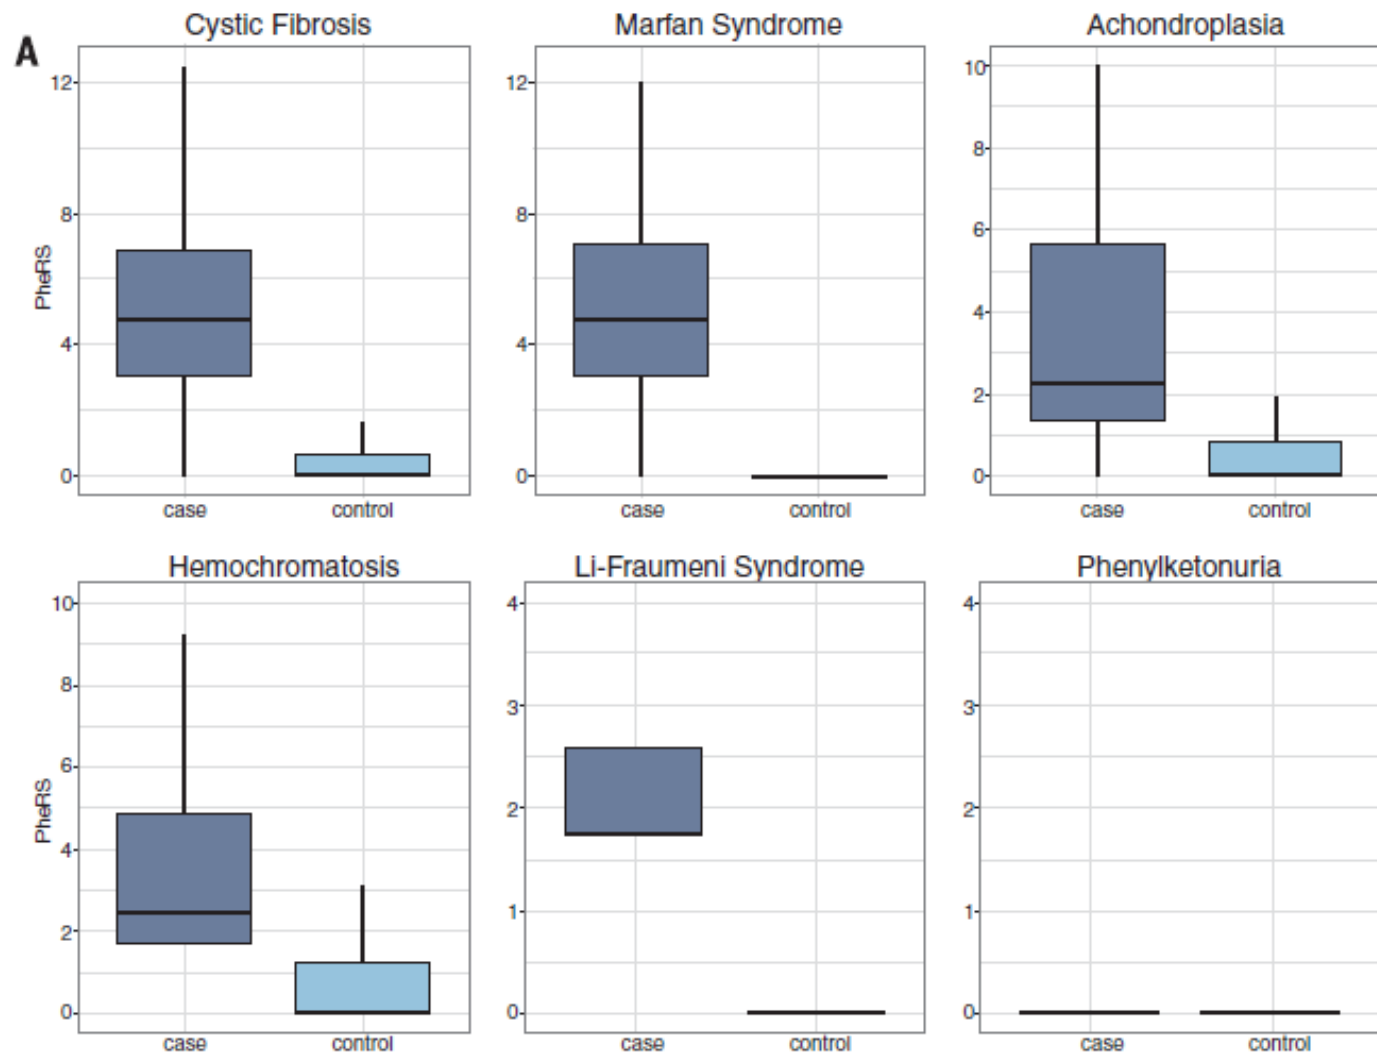 A
Cystic Fibrosis
PheRS
12
8
4
0
case control
Marfan Syndrome
12
8
4
0
case control
Achondroplasia
10
8
6
4
2
0
case control
Hemochromatosis
PheRS
10
8
6
4
2
0
case control
Li-Fraumeni Syndrome
4
3
2
1
0
case control
Phenylketonuria
4
3
2
1
0
case control